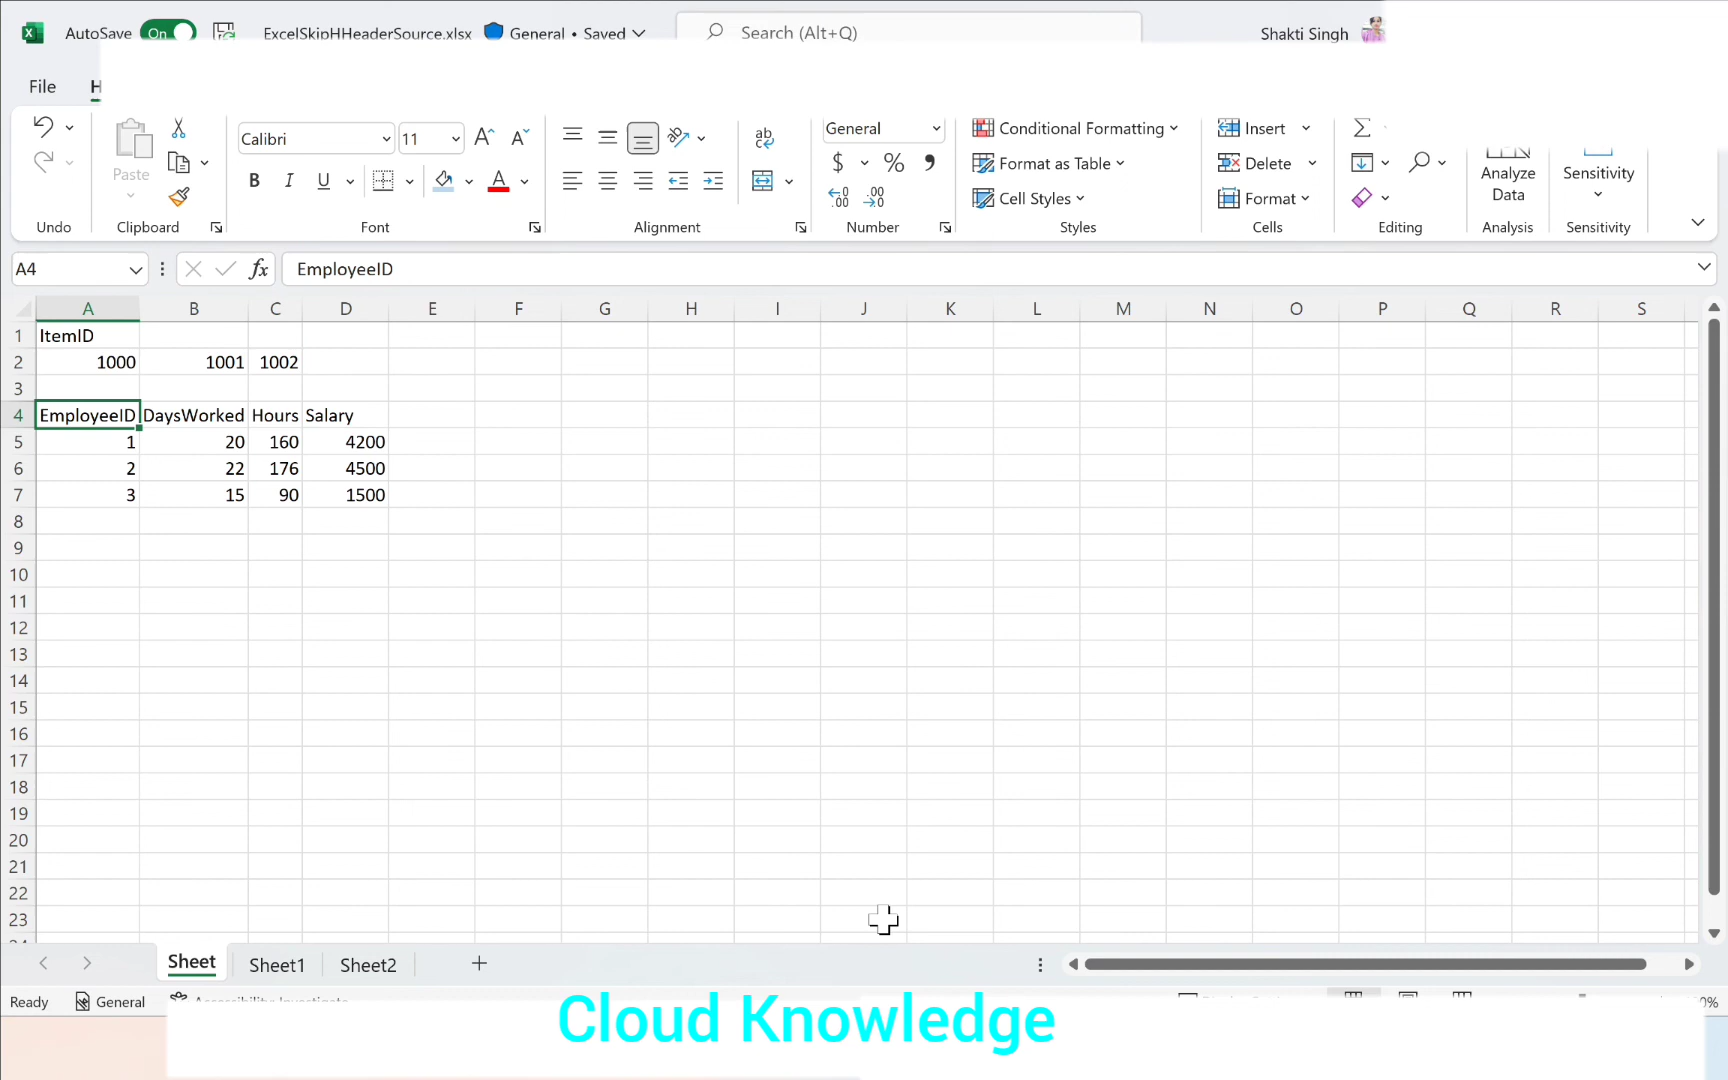 AutoSave On ExcelSkipHHeaderSource.xlsx General • Saved Search (Alt+Q) Shakti Singh
File H
Calibri 11 General Conditional Formatting Insert
Paste Format as Table Delete Analyze Data Sensitivity
B I U A $ % Cell Styles Format
Undo Clipboard Font Alignment Number Styles Cells Editing Analysis Sensitivity
A4 fx EmployeeID
A B C D E F G H I J K L M N O P Q R S
1 ItemID
2 1000 1001 1002
3
4 EmployeeID DaysWorked Hours Salary
5 1 20 160 4200
6 2 22 176 4500
7 3 15 90 1500
8
9
10
11
12
13
14
15
16
17
18
19
20
21
22
23
Sheet Sheet1 Sheet2 +
Ready General
Cloud Knowledge